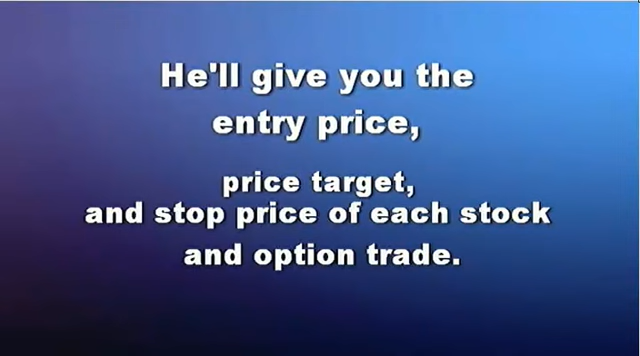 He'll give you the
entry price,
price target,
and stop price of each stock
and option trade.